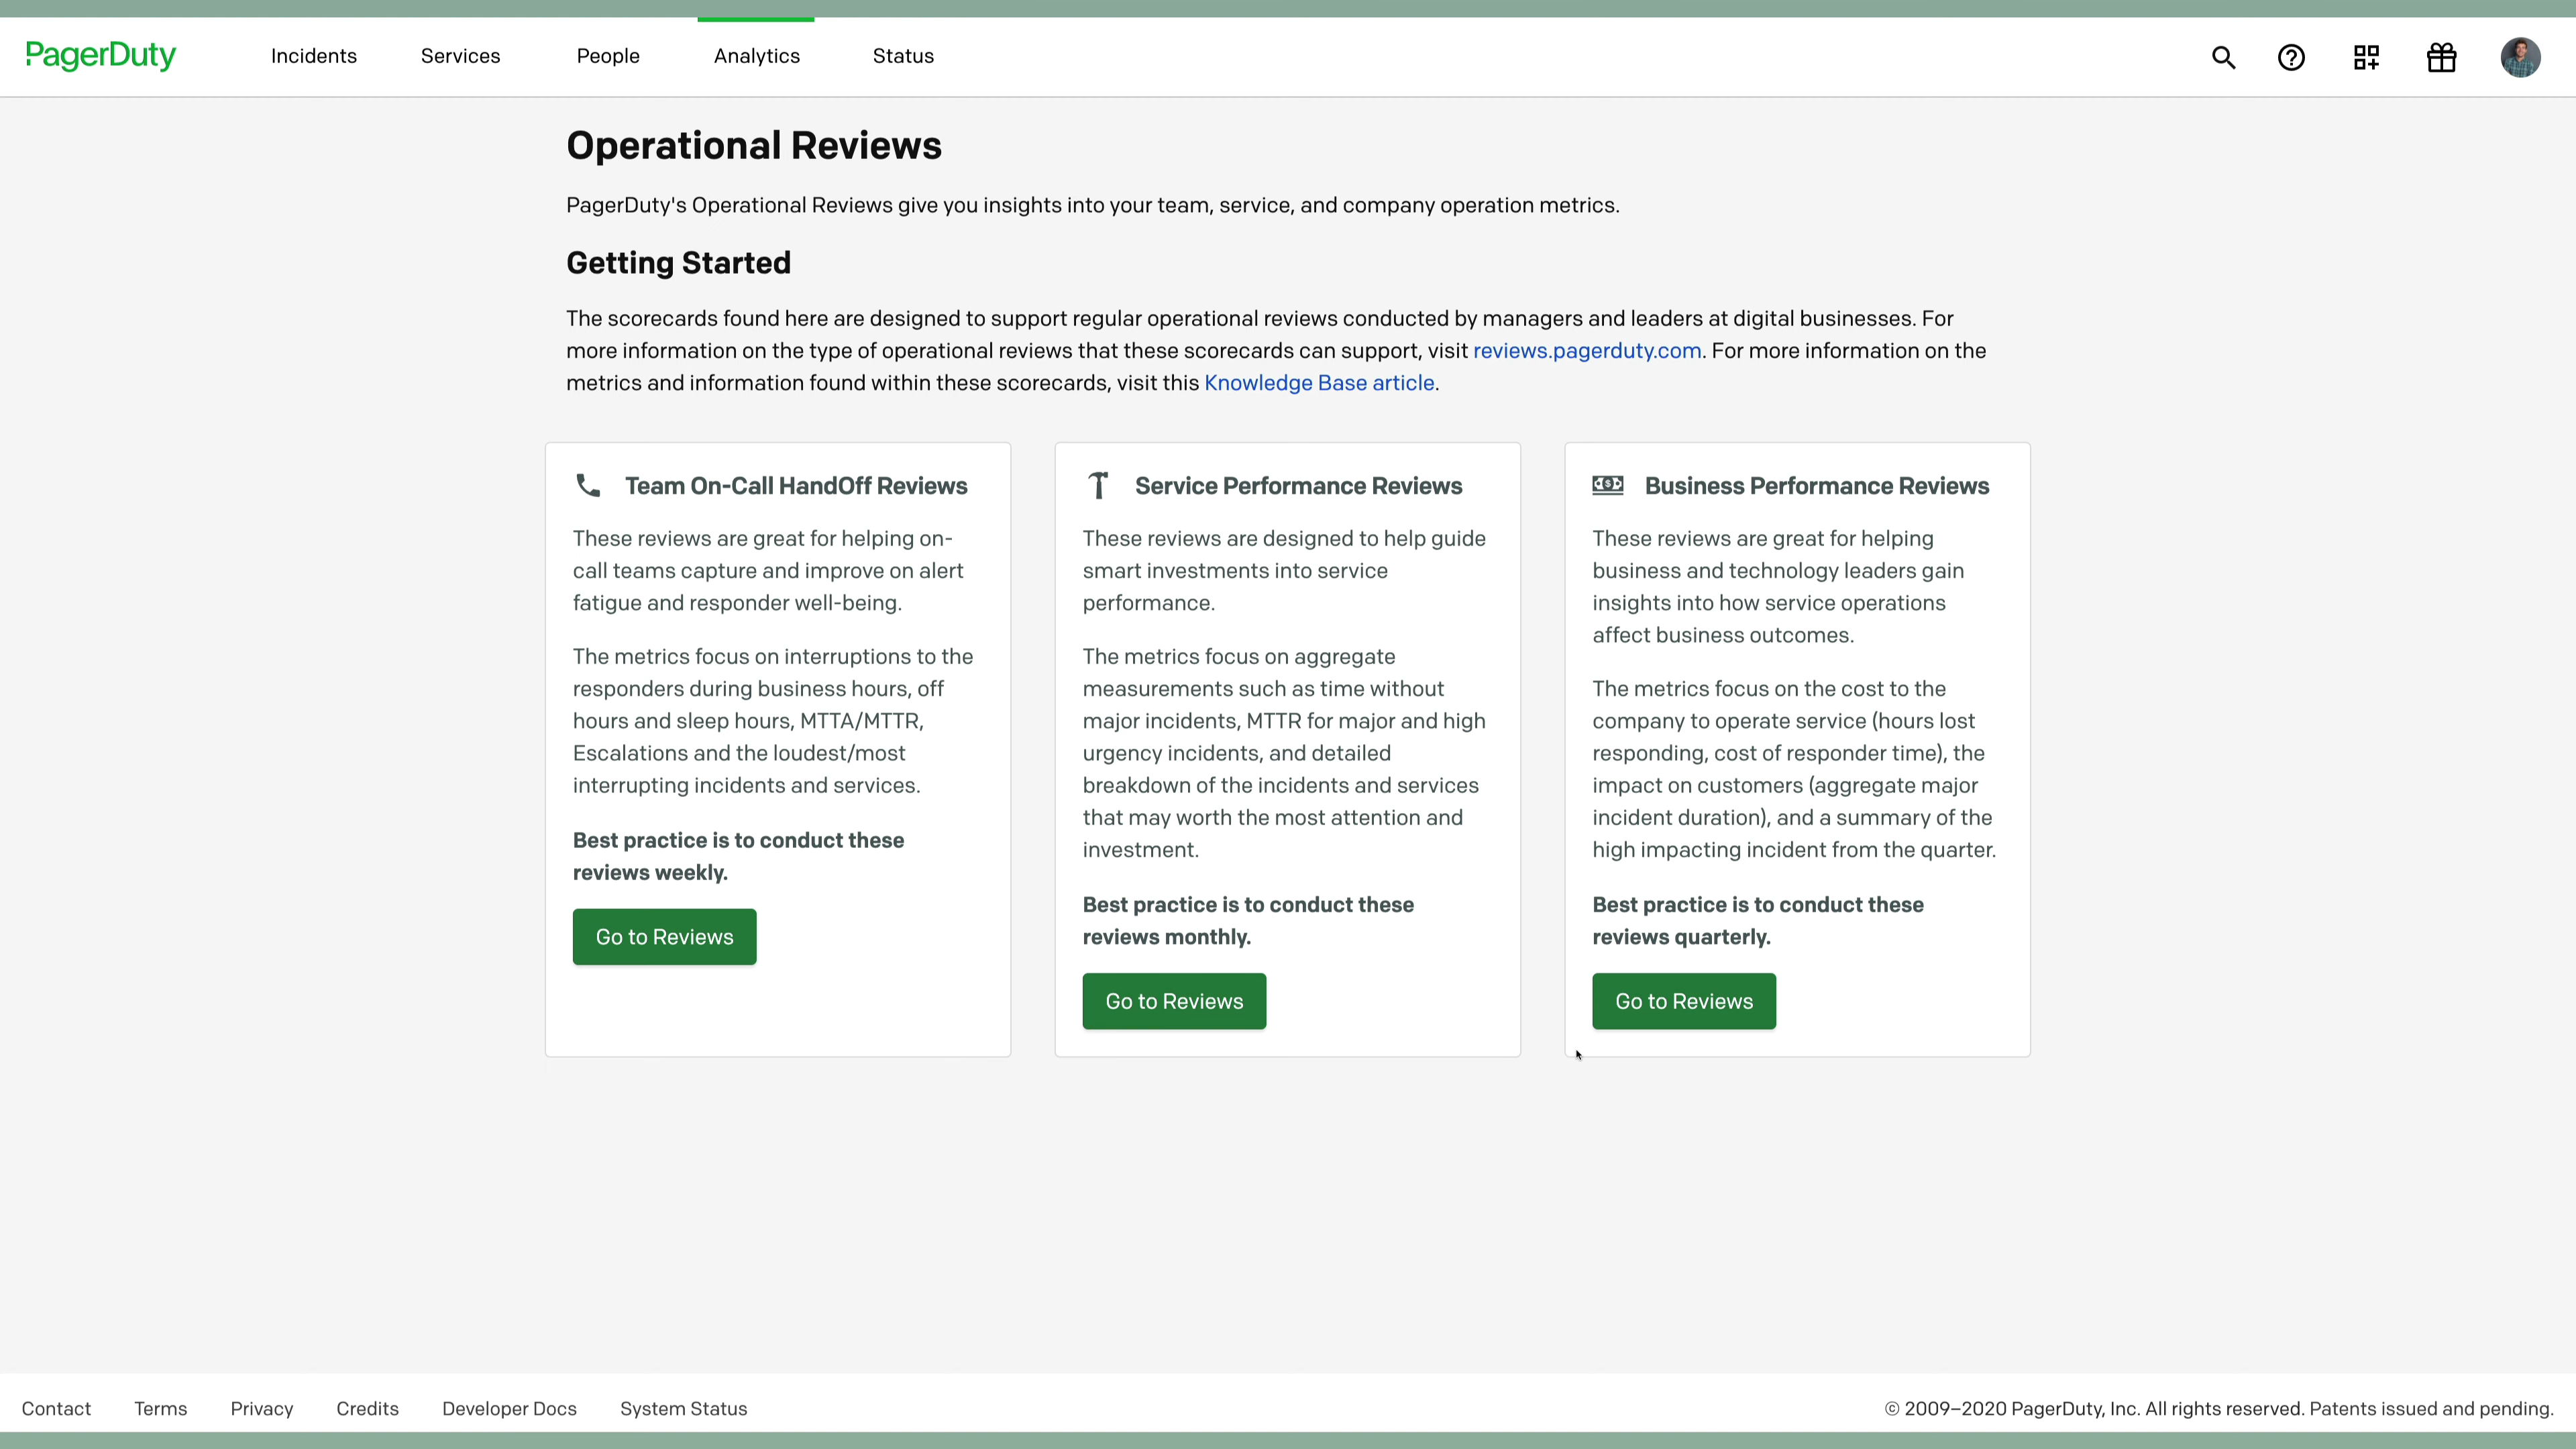 PagerDuty
Incidents
Services
People
Analytics
Status
Operational Reviews
PagerDuty's Operational Reviews give you insights into your team, service, and company operation metrics.
Getting Started
The scorecards found here are designed to support regular operational reviews conducted by managers and leaders at digital businesses. For
more information on the type of operational reviews that these scorecards can support, visit reviews.pagerduty.com. For more information on the
metrics and information found within these scorecards, visit this Knowledge Base article.
Team On-Call HandOff Reviews
These reviews are great for helping on-
call teams capture and improve on alert
fatigue and responder well-being.
The metrics focus on interruptions to the
responders during business hours, off
hours and sleep hours, MTTA/MTTR,
Escalations and the loudest/most
interrupting incidents and services.
Best practice is to conduct these
reviews weekly.
Go to Reviews
Service Performance Reviews
These reviews are designed to help guide
smart investments into service
performance.
The metrics focus on aggregate
measurements such as time without
major incidents, MTTR for major and high
urgency incidents, and detailed
breakdown of the incidents and services
that may worth the most attention and
investment.
Best practice is to conduct these
reviews monthly.
Go to Reviews
Business Performance Reviews
These reviews are great for helping
business and technology leaders gain
insights into how service operations
affect business outcomes.
The metrics focus on the cost to the
company to operate service (hours lost
responding, cost of responder time), the
impact on customers (aggregate major
incident duration), and a summary of the
high impacting incident from the quarter.
Best practice is to conduct these
reviews quarterly.
Go to Reviews
Contact
Terms
Privacy
Credits
Developer Docs
System Status
© 2009–2020 PagerDuty, Inc. All rights reserved. Patents issued and pending.